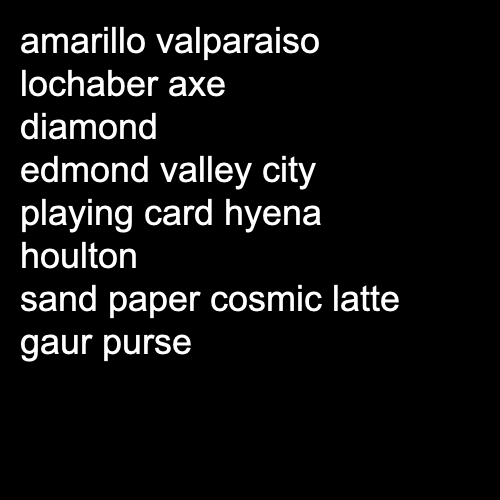 amarillo valparaiso
lochaber axe
diamond
edmond valley city
playing card hyena
houlton
sand paper cosmic latte
gaur purse